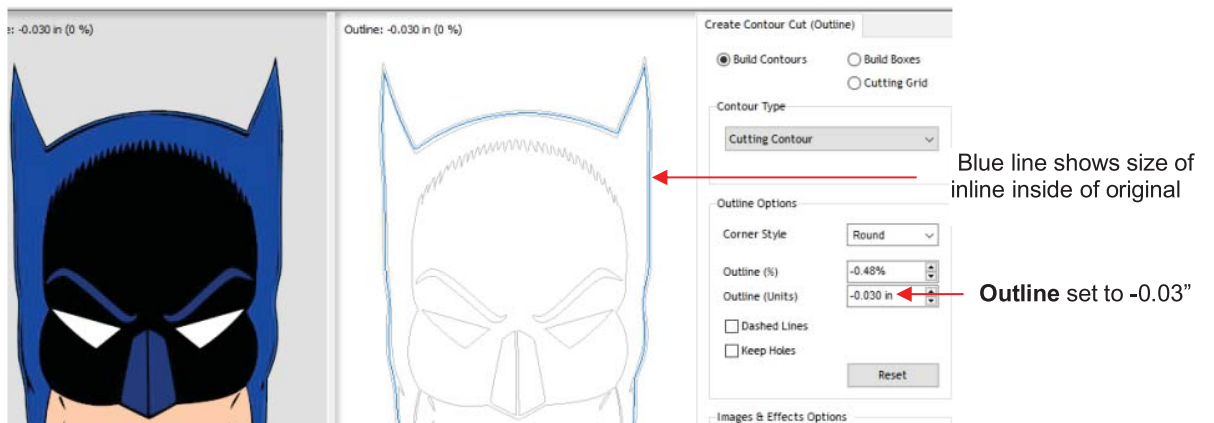 : -0.030 in (0 %)
Outline: -0.030 in (0 %)
Create Contour Cut (Outline)
Build Contours
Build Boxes
Cutting Grid
Contour Type
Cutting Contour
Blue line shows size of
inline inside of original
Outline Options
Corner Style
Round
Outline (%)
-0.48%
Outline (Units)
-0.030 in
Outline set to -0.03”
Dashed Lines
Keep Holes
Reset
Images & Effects Options